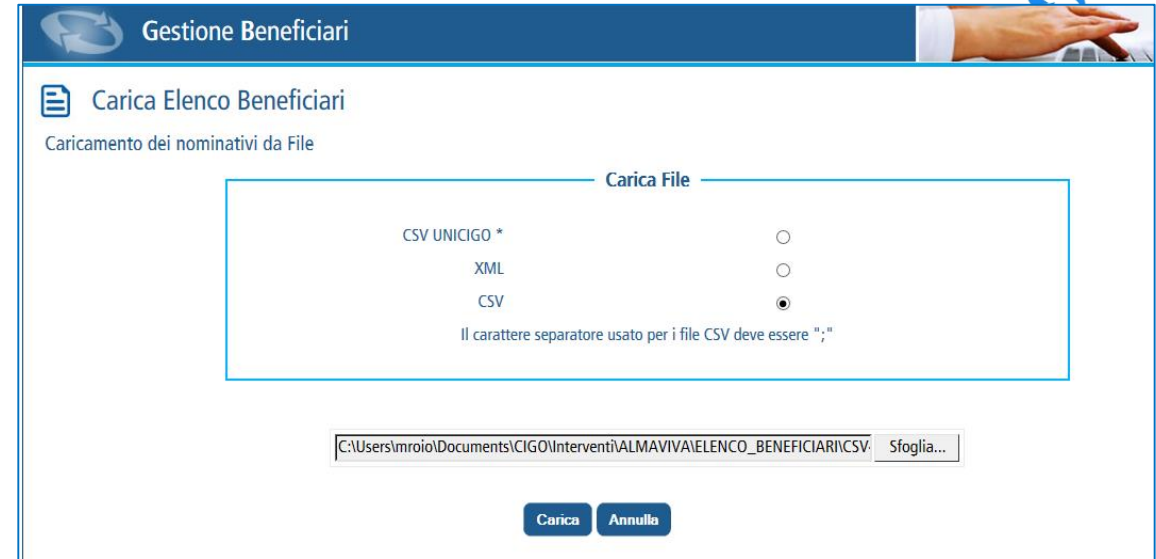 Gestione Beneficiari
Carica Elenco Beneficiari
Caricamento dei nominativi da File
Carica File
CSV UNICIGO *
XML
CSV
Il carattere separatore usato per i file CSV deve essere ";"
C:\Users\mroio\Documents\CIGO\Interventi\ALMAVIVA\ELENCO_BENEFICIARI\CSV- Sfoglia...
Carica Annulla